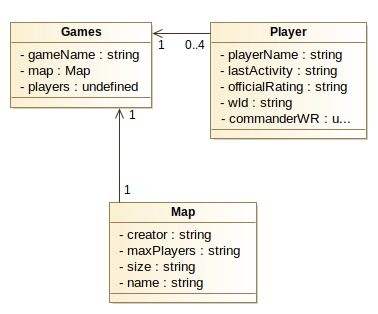 Games
- gameName : string
- map : Map
- players : undefined
1
0..4
Player
- playerName : string
- lastActivity : string
- officialRating : string
- wld : string
- commanderWR : u...
1
1
Map
- creator : string
- maxPlayers : string
- size : string
- name : string